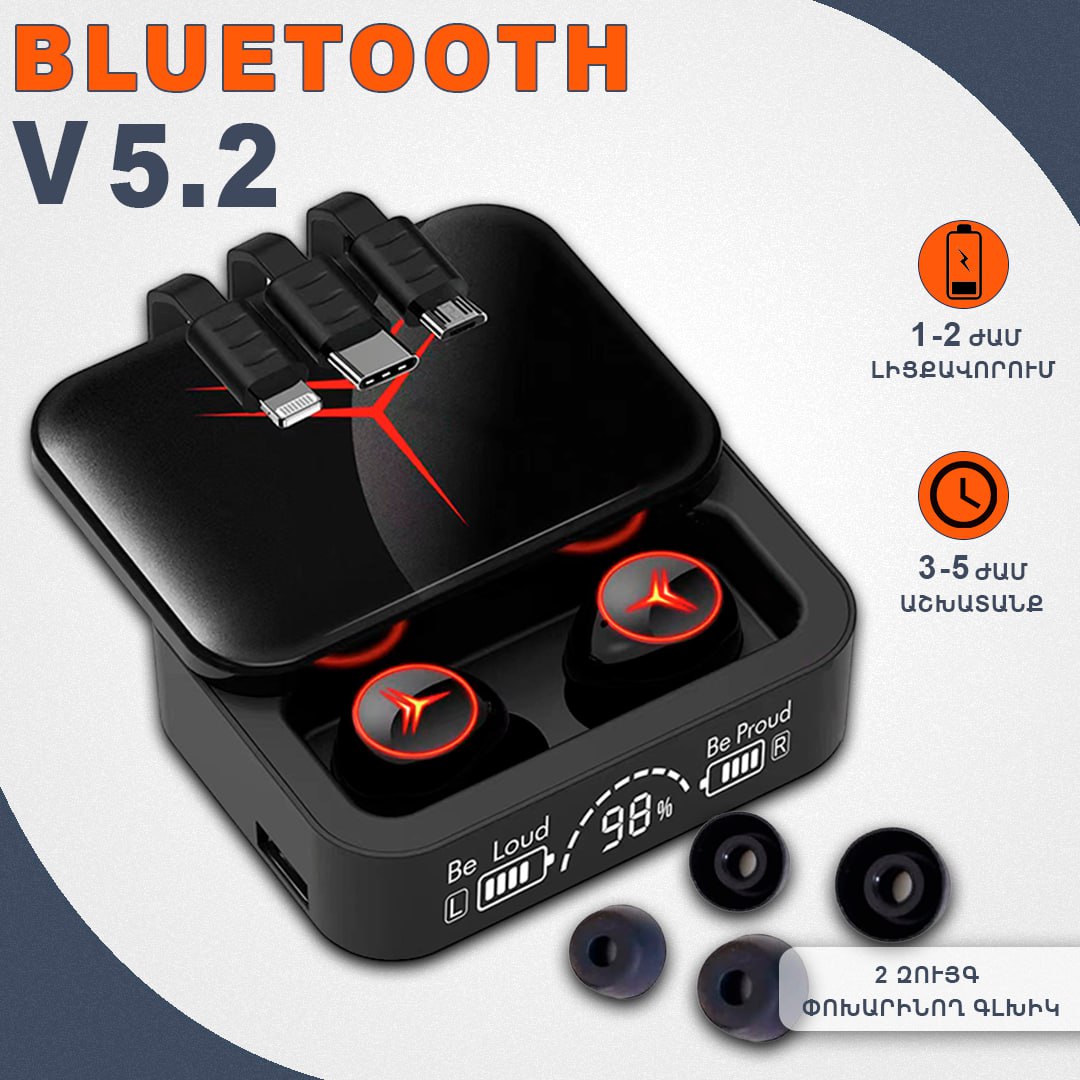 BLUETOOTH
V 5.2
1-2 ԺԱՄ
ԼԻՑՔԱՎՈՐՈՒՄ
3-5 ԺԱՄ
ԱՇԽԱՏԱՆՔ
Be Proud
R
98%
Be Loud
L
2 ԶՈՒՅԳ
ՓՈԽԱՐԻՆՈՂ ԳԼԽԻԿ